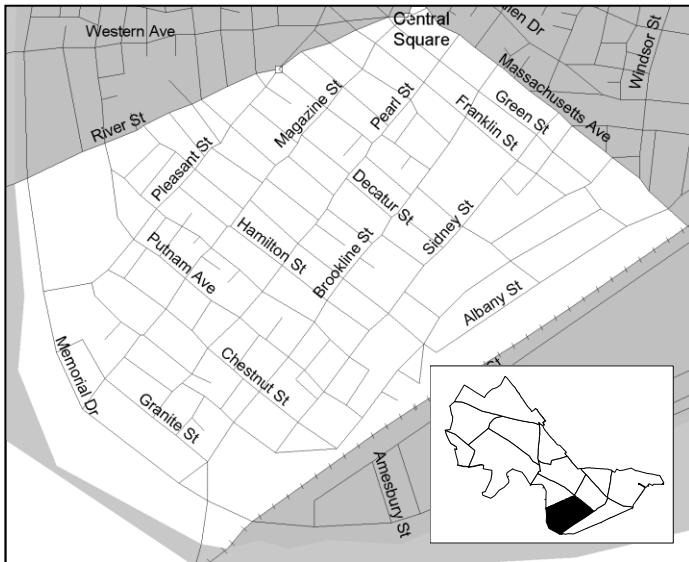 Central
Square
Western Ave
Windsor St
Massachusetts Ave
Magazine St
Pearl St
Green St
Franklin St
River St
Pleasant St
Decatur St
Hamilton St
Sidney St
Putnam Ave
Brookline St
Albany St
Memorial Dr
Chestnut St
Granite St
Amesbury St